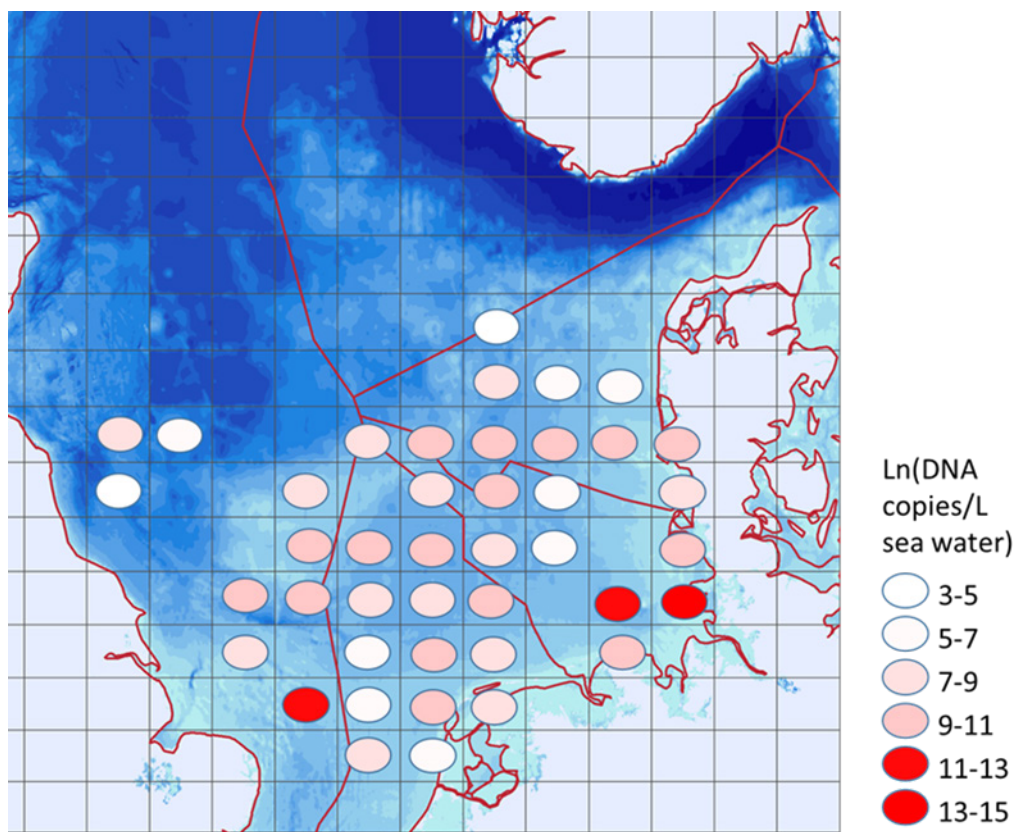 Ln(DNA
copies/L
sea water)
3-5
5-7
7-9
9-11
11-13
13-15